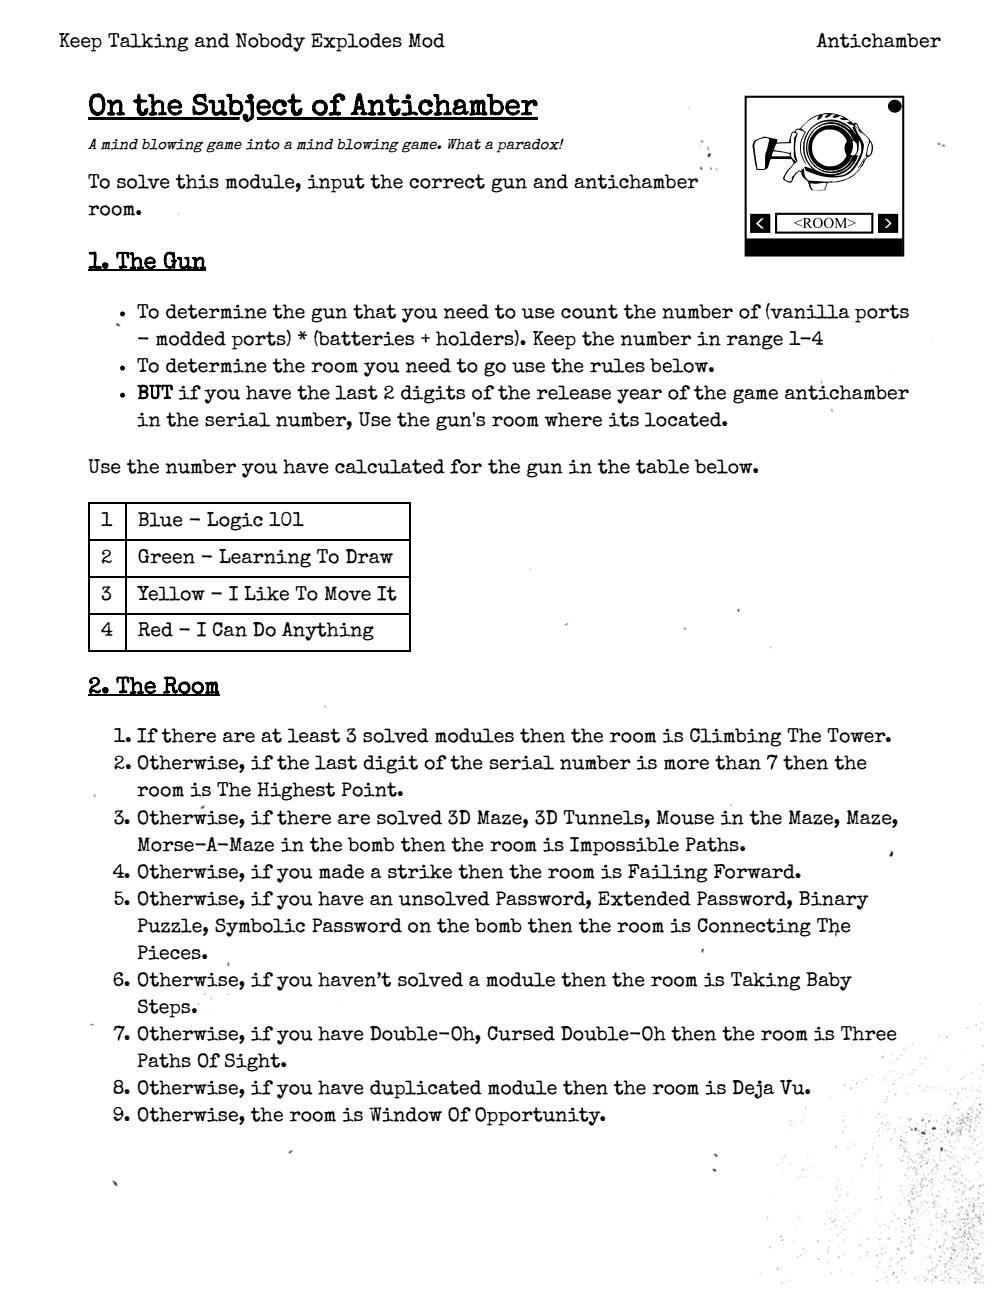 Keep Talking and Nobody Explodes Mod
Antichamber
On the Subject of Antichamber
A mind blowing game into a mind blowing game. What a paradox!
To solve this module, input the correct gun and antichamber
room.
<ROOM>
1. The Gun
• To determine the gun that you need to use count the number of (vanilla ports
- modded ports) * (batteries + holders). Keep the number in range 1-4
• To determine the room you need to go use the rules below.
• BUT if you have the last 2 digits of the release year of the game antichamber
in the serial number, Use the gun's room where its located.
Use the number you have calculated for the gun in the table below.
1 Blue - Logic 101
2 Green - Learning To Draw
3 Yellow - I Like To Move It
4 Red - I Can Do Anything
2. The Room
1. If there are at least 3 solved modules then the room is Climbing The Tower.
2. Otherwise, if the last digit of the serial number is more than 7 then the
room is The Highest Point.
3. Otherwise, if there are solved 3D Maze, 3D Tunnels, Mouse in the Maze, Maze,
Morse-A-Maze in the bomb then the room is Impossible Paths.
4. Otherwise, if you made a strike then the room is Failing Forward.
5. Otherwise, if you have an unsolved Password, Extended Password, Binary
Puzzle, Symbolic Password on the bomb then the room is Connecting The
Pieces.
6. Otherwise, if you haven't solved a module then the room is Taking Baby
Steps.
7. Otherwise, if you have Double-Oh, Cursed Double-Oh then the room is Three
Paths Of Sight.
8. Otherwise, if you have duplicated module then the room is Deja Vu.
9. Otherwise, the room is Window Of Opportunity.